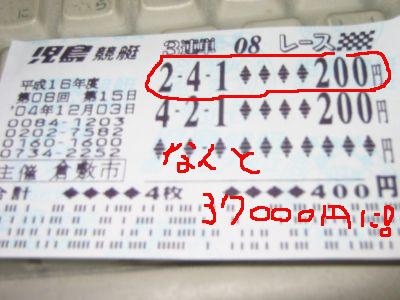 児島競艇 3連単 08 レース
平成16年度
第08回 第15日
'04年12月03日
2-4-1 ♦♦♦♦♦200円
4-2-1 ♦♦♦♦♦200円
0084-1203
0202-7582
0160-1600
0734-2252
主催 倉敷市
なんと
合計 ♦♦♦♦4枚 ♦♦♦♦♦400円
37000円に